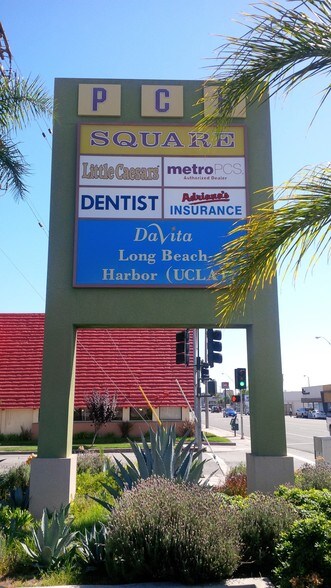 P C
SQUARE
Little Caesars
metroPCS.
Authorized Dealer
DENTIST
Adriana's
INSURANCE
DaVita
Long Beach
Harbor (UCLA